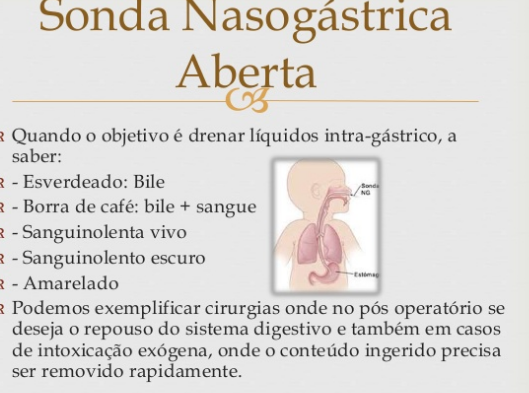 Sonda Nasogástrica
Aberta
Quando o objetivo é drenar líquidos intra-gástrico, a
saber:
- Esverdeado: Bile
- Borra de café: bile + sangue
- Sanguinolenta vivo
- Sanguinolento escuro
- Amarelado
Sonda
NG
Estômag
Podemos exemplificar cirurgias onde no pós operatório se
deseja o repouso do sistema digestivo e também em casos
de intoxicação exógena, onde o conteúdo ingerido precisa
ser removido rapidamente.